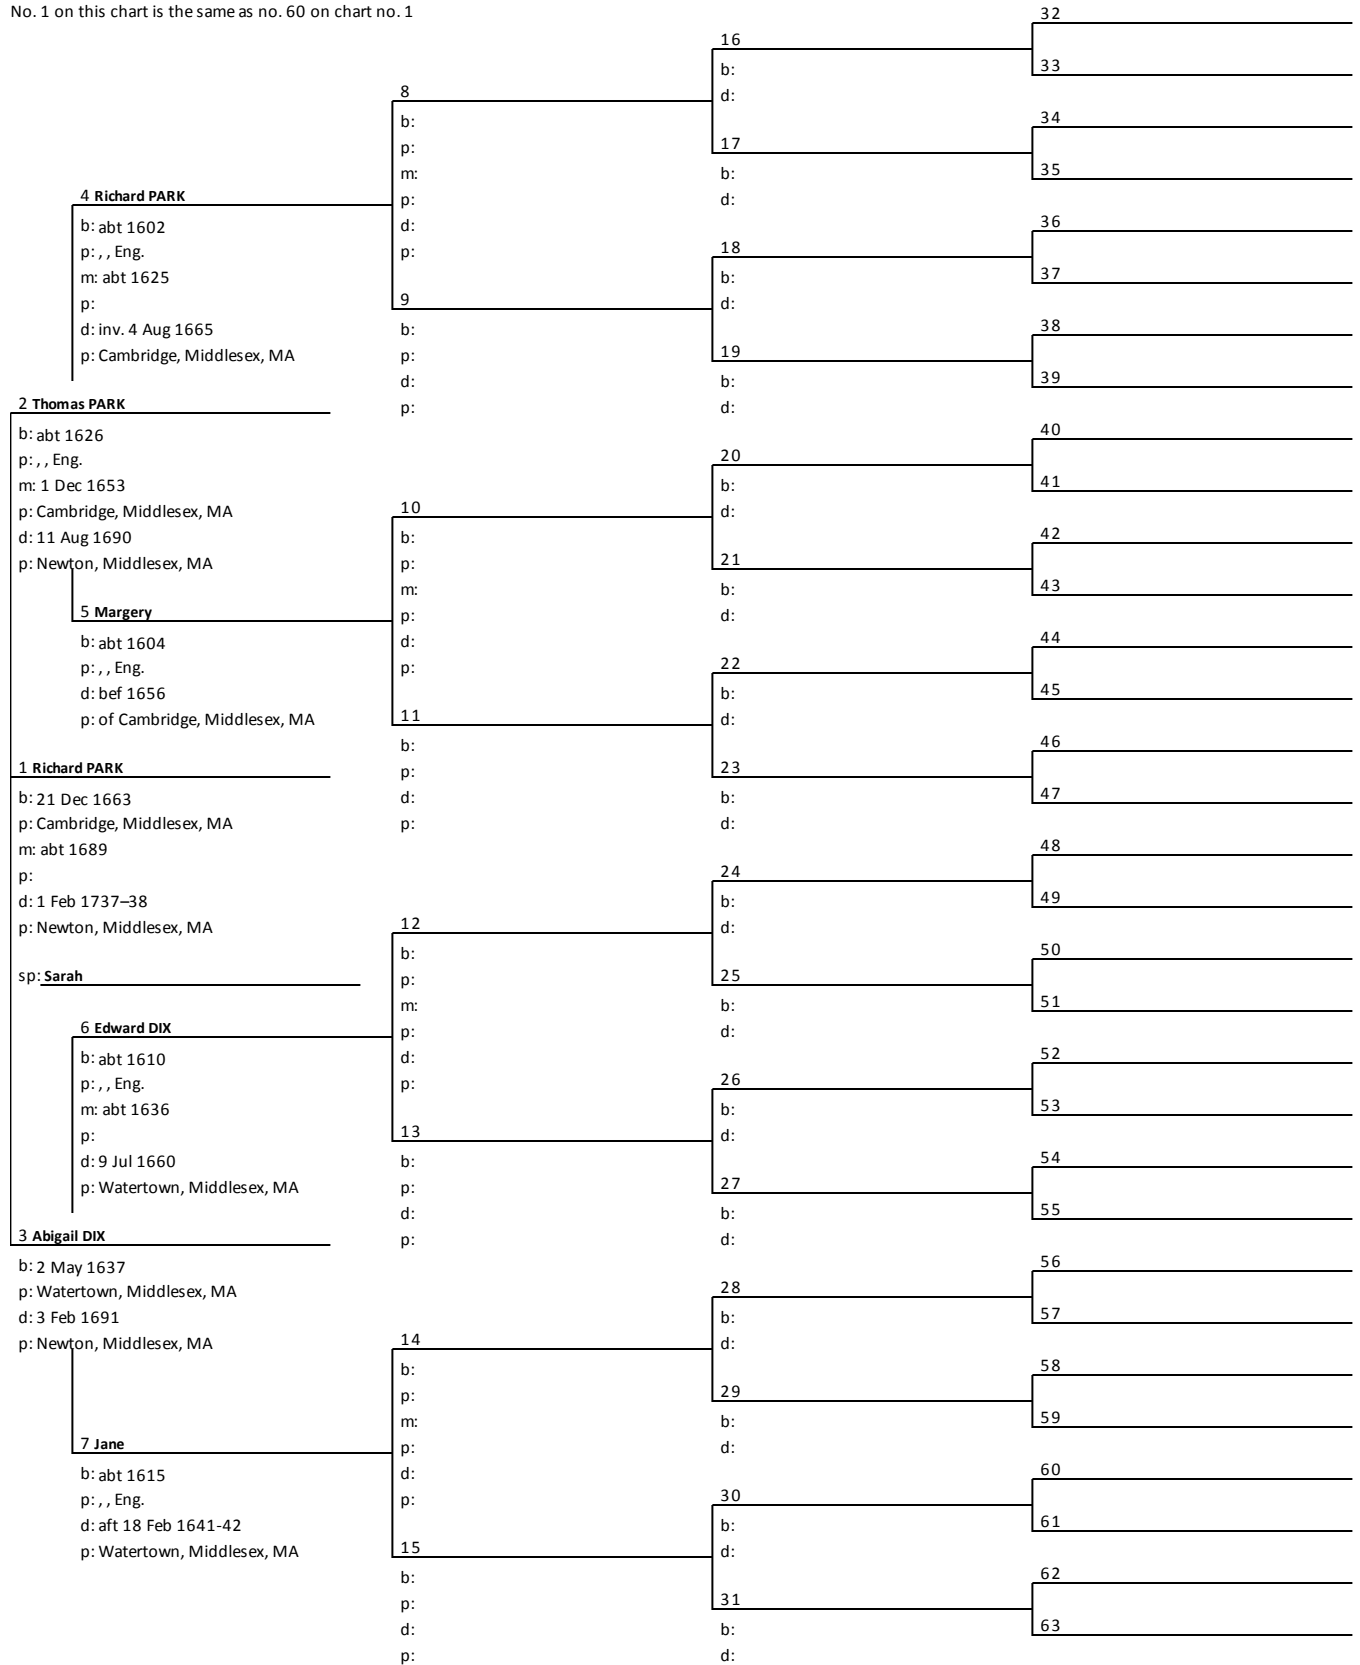 No. 1 on this chart is the same as no. 60 on chart no. 1
4 Richard PARK
b: abt 1602
p: , , Eng.
m: abt 1625
p:
d: inv. 4 Aug 1665
p: Cambridge, Middlesex, MA
2 Thomas PARK
b: abt 1626
p: , , Eng.
m: 1 Dec 1653
p: Cambridge, Middlesex, MA
d: 11 Aug 1690
p: Newton, Middlesex, MA
5 Margery
b: abt 1604
p: , , Eng.
d: bef 1656
p: of Cambridge, Middlesex, MA
1 Richard PARK
b: 21 Dec 1663
p: Cambridge, Middlesex, MA
m: abt 1689
p:
d: 1 Feb 1737–38
p: Newton, Middlesex, MA
sp: Sarah
6 Edward DIX
b: abt 1610
p: , , Eng.
m: abt 1636
p:
d: 9 Jul 1660
p: Watertown, Middlesex, MA
3 Abigail DIX
b: 2 May 1637
p: Watertown, Middlesex, MA
d: 3 Feb 1691
p: Newton, Middlesex, MA
7 Jane
b: abt 1615
p: , , Eng.
d: aft 18 Feb 1641-42
p: Watertown, Middlesex, MA
8
b:
p:
m:
p:
d:
p:
9
b:
p:
d:
p:
10
b:
p:
m:
p:
d:
p:
11
b:
p:
d:
p:
12
b:
p:
m:
p:
d:
p:
13
b:
p:
d:
p:
14
b:
p:
m:
p:
d:
p:
15
b:
p:
d:
p:
16
b:
d:
17
b:
d:
18
b:
d:
19
b:
d:
20
b:
d:
21
b:
d:
22
b:
d:
23
b:
d:
24
b:
d:
25
b:
d:
26
b:
d:
27
b:
d:
28
b:
d:
29
b:
d:
30
b:
d:
31
b:
d:
32
33
34
35
36
37
38
39
40
41
42
43
44
45
46
47
48
49
50
51
52
53
54
55
56
57
58
59
60
61
62
63